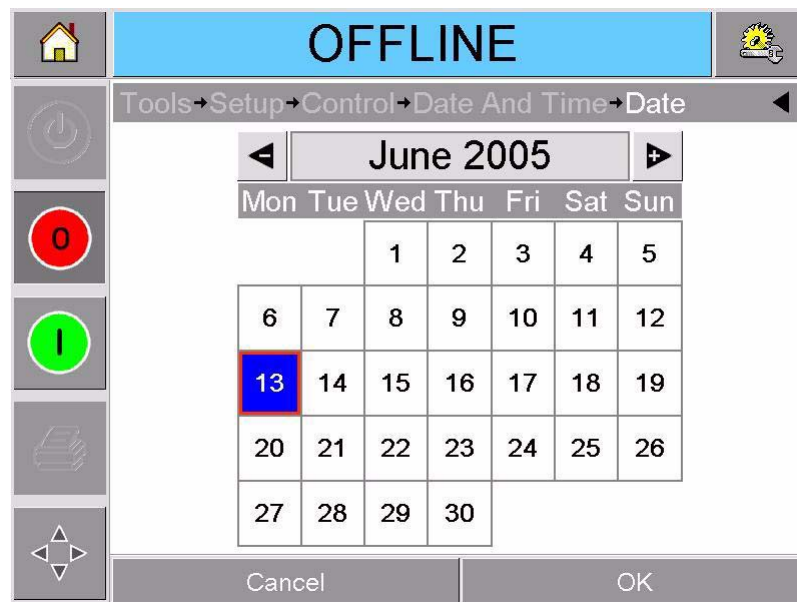 OFFLINE
Tools→Setup→Control→Date And Time→Date
June 2005
Mon Tue Wed Thu Fri Sat Sun
0
1 2 3 4 5
6 7 8 9 10 11 12
I
13 14 15 16 17 18 19
20 21 22 23 24 25 26
27 28 29 30
Cancel OK